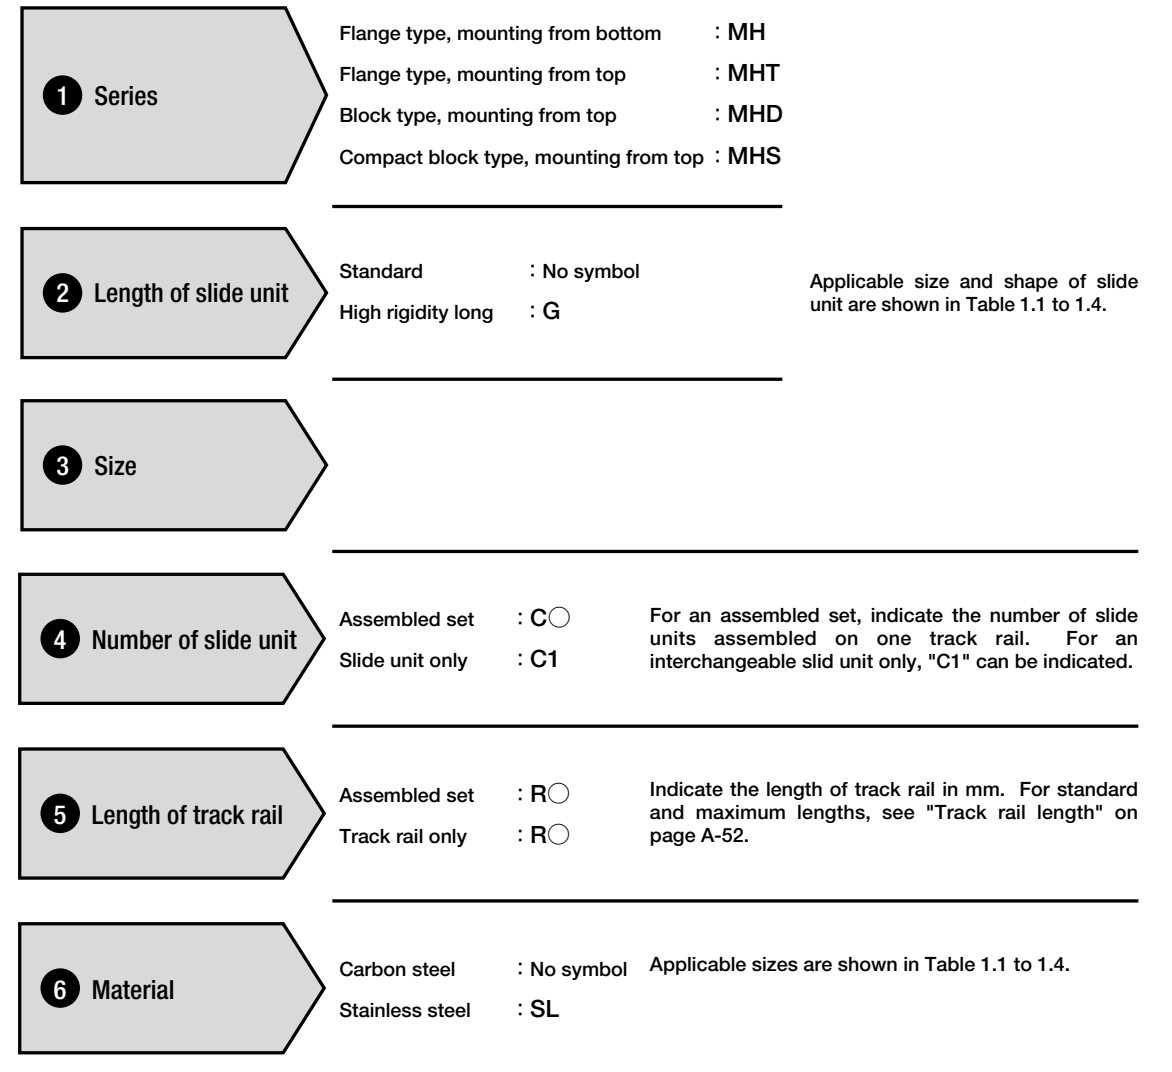 1 Series
Flange type, mounting from bottom : MH
Flange type, mounting from top : MHT
Block type, mounting from top : MHD
Compact block type, mounting from top : MHS
2 Length of slide unit
Standard : No symbol
High rigidity long : G
Applicable size and shape of slide
unit are shown in Table 1.1 to 1.4.
3 Size
4 Number of slide unit
Assembled set : C○
Slide unit only : C1
For an assembled set, indicate the number of slide
units assembled on one track rail. For an
interchangeable slid unit only, "C1" can be indicated.
5 Length of track rail
Assembled set : R○
Track rail only : R○
Indicate the length of track rail in mm. For standard
and maximum lengths, see "Track rail length" on
page A-52.
6 Material
Carbon steel : No symbol
Stainless steel : SL
Applicable sizes are shown in Table 1.1 to 1.4.